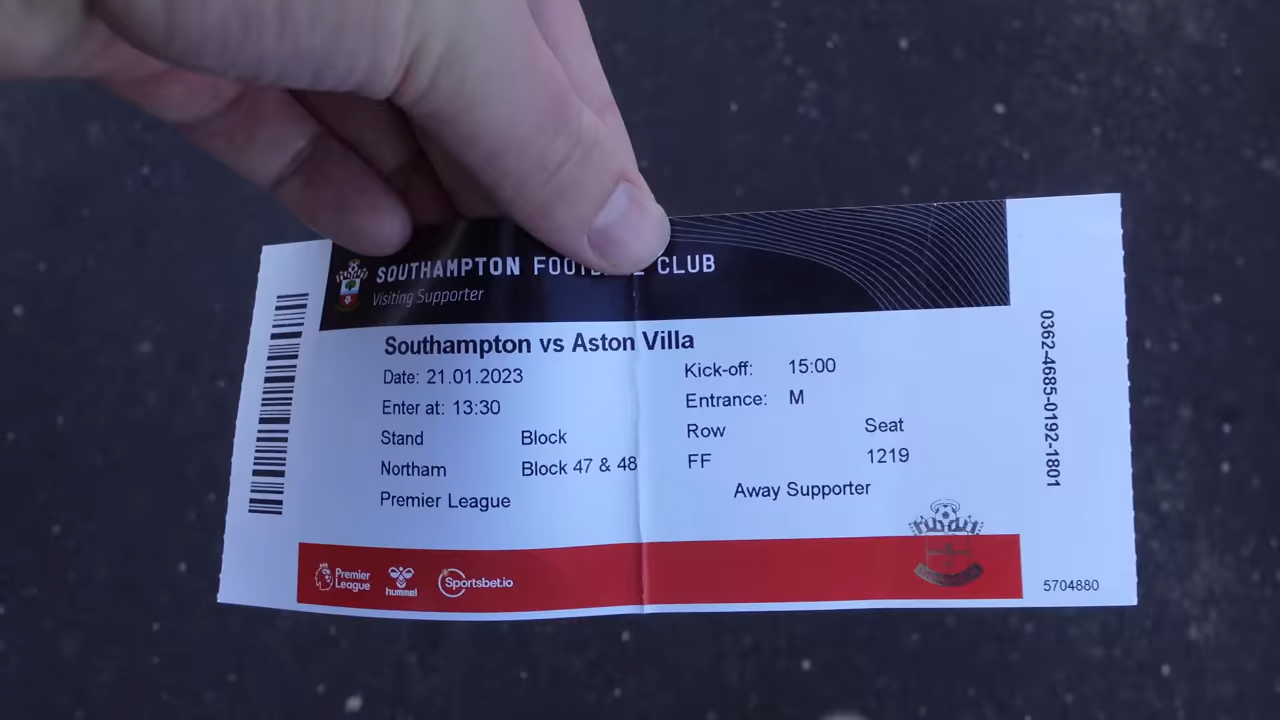 SOUTHAMPTON FOOTBALL CLUB
Visiting Supporter
Southampton vs Aston Villa
Date: 21.01.2023
Enter at: 13:30
Stand Block
Northam Block 47 & 48
Premier League
Kick-off: 15:00
Entrance: M
Row Seat
FF 1219
Away Supporter
0362-4685-0192-1801
Premier
League
hummel
Sportsbet.io
5704880